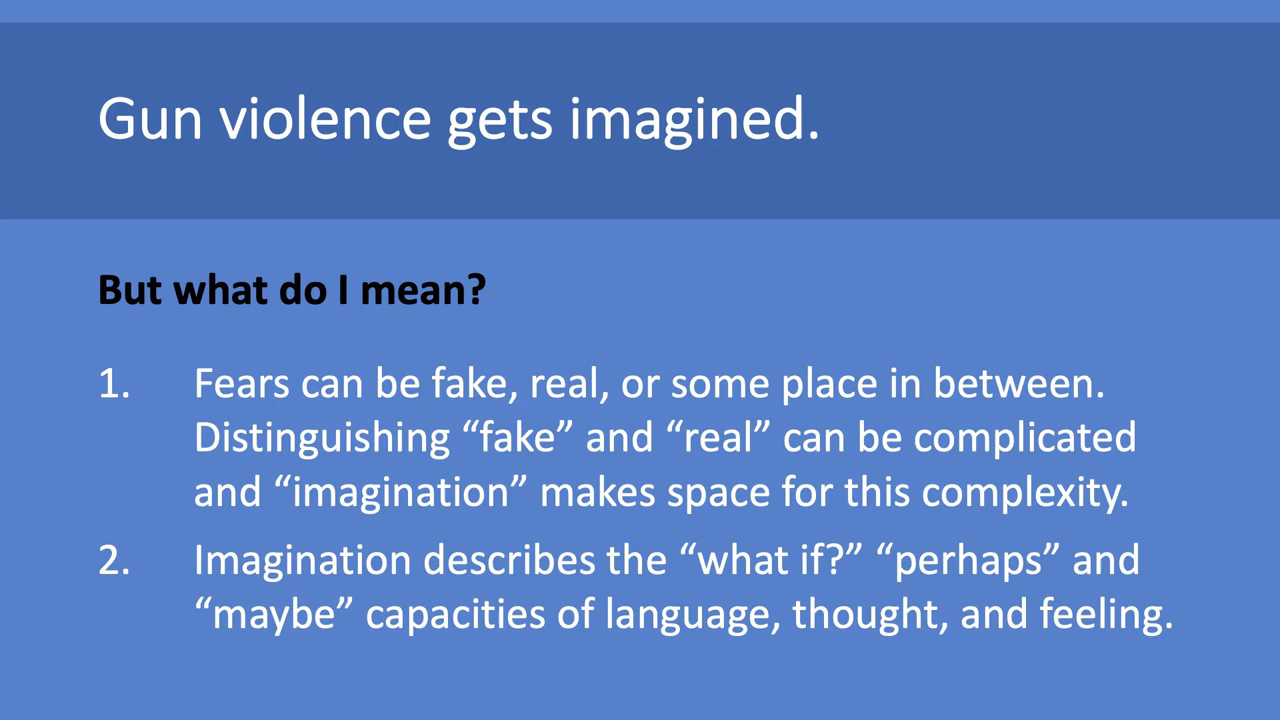 Gun violence gets imagined.
But what do I mean?
1. Fears can be fake, real, or some place in between.
Distinguishing “fake” and “real” can be complicated
and “imagination” makes space for this complexity.
2. Imagination describes the “what if?” “perhaps” and
“maybe” capacities of language, thought, and feeling.